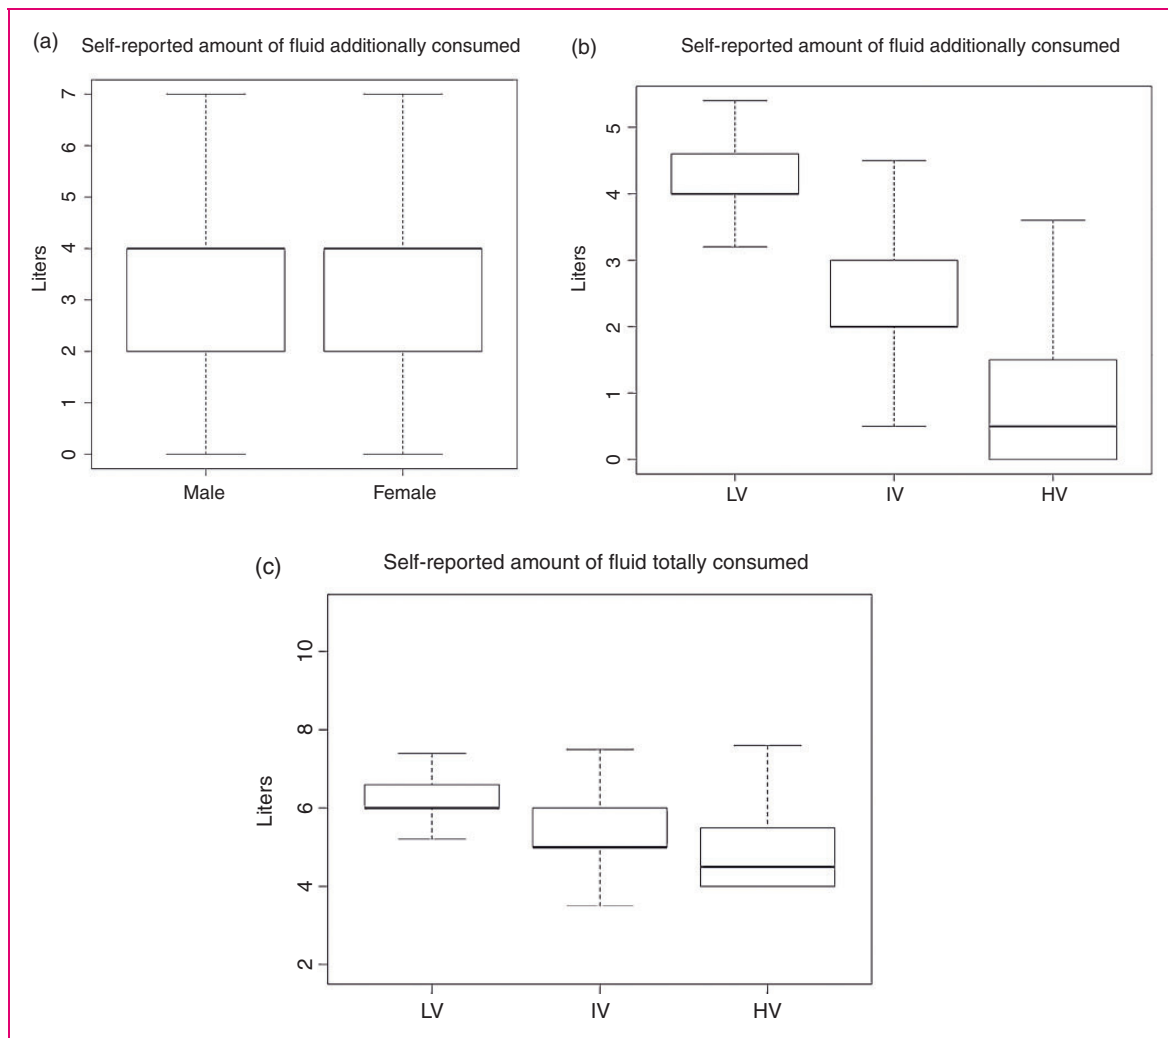 (a) Self-reported amount of fluid additionally consumed
Liters
7
6
5
4
3
2
1
0
Male Female
(b) Self-reported amount of fluid additionally consumed
Liters
5
4
3
2
1
0
LV IV HV
(c) Self-reported amount of fluid totally consumed
Liters
10
8
6
4
2
LV IV HV